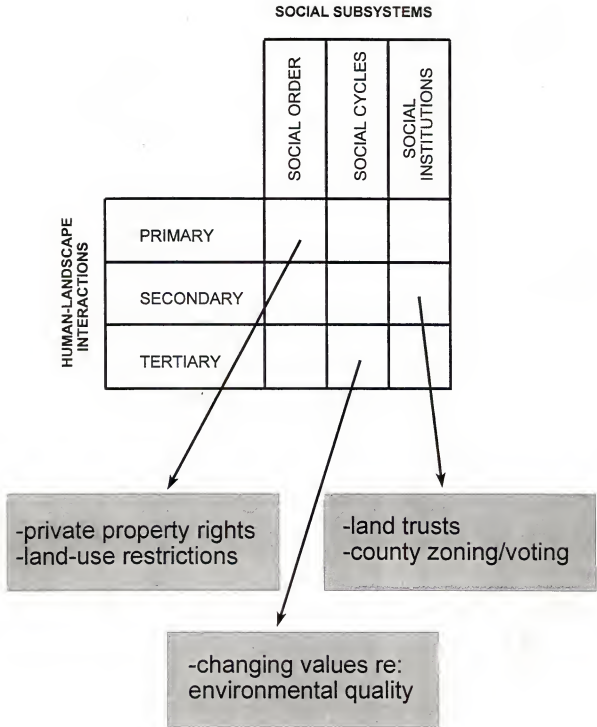 SOCIAL SUBSYSTEMS
SOCIAL ORDER
SOCIAL CYCLES
SOCIAL
INSTITUTIONS
HUMAN-LANDSCAPE
INTERACTIONS
PRIMARY
SECONDARY
TERTIARY
-private property rights
-land-use restrictions
-land trusts
-county zoning/voting
-changing values re:
environmental quality